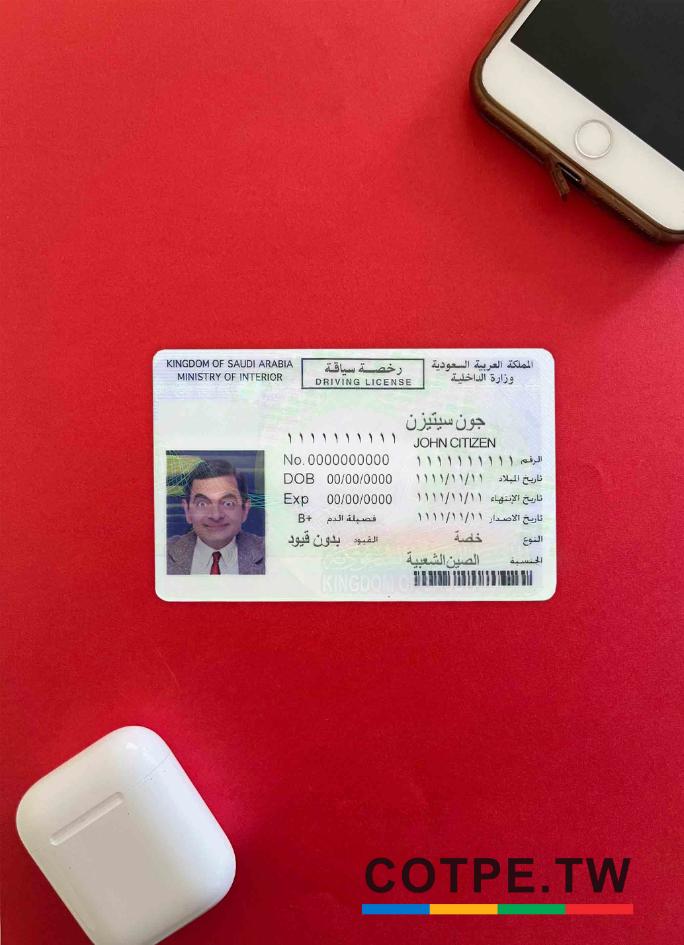 KINGDOM OF SAUDI ARABIA
MINISTRY OF INTERIOR
رخصة سياقة
DRIVING LICENSE
المملكة العربية السعودية
وزارة الداخلية
جون سيتيزن
١١١١١١١١١١
JOHN CITIZEN
No. 0000000000
الرقم ١١١١١١١١١١
DOB 00/00/0000
تاريخ الميلاد ١١١١/١١/١١
Exp 00/00/0000
تاريخ الإنتهاء ١١١١/١١/١١
فصيلة الدم B+
تاريخ الاصدار ١١١١/١١/١١
القيود بدون قيود
النوع خاصة
الجنسية الصين الشعبية
KINGDOM OF
COTPE.TW